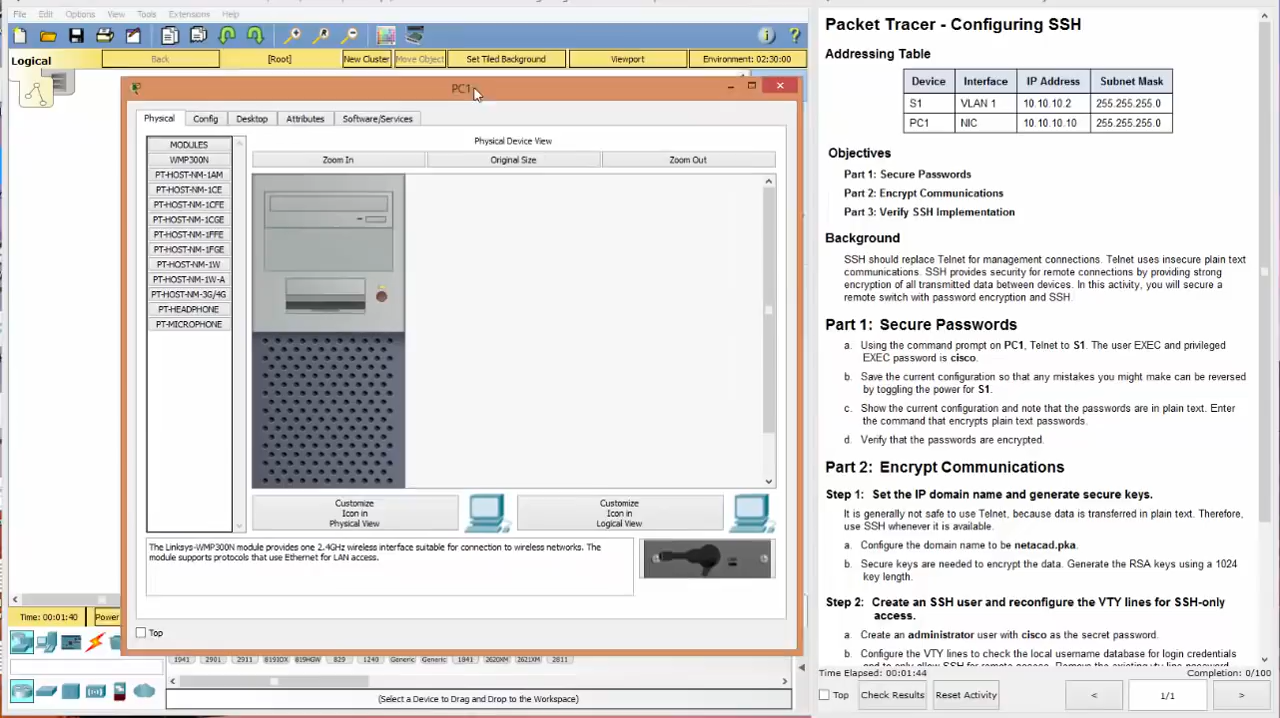 File Edit Options View Tools Extensions Help
Logical Back [Root] New Cluster Move Object Set Tiled Background Viewport Environment: 02:30:00
PC1
Physical Config Desktop Attributes Software/Services
MODULES
WMP300N
PT-HOST-NM-1AM
PT-HOST-NM-1CE
PT-HOST-NM-1CFE
PT-HOST-NM-1CGE
PT-HOST-NM-1FFE
PT-HOST-NM-1FGE
PT-HOST-NM-1W
PT-HOST-NM-1W-A
PT-HOST-NM-3G/4G
PT-HEADPHONE
PT-MICROPHONE
Physical Device View
Zoom In Original Size Zoom Out
Customize
Icon in
Physical View
Customize
Icon in
Logical View
The Linksys-WMP300N module provides one 2.4GHz wireless interface suitable for connection to wireless networks. The
module supports protocols that use Ethernet for LAN access.
Top
Time: 00:01:40 Power
1941 2901 2911 819IOX 819HGW 829 1240 Generic Generic 1841 2620XM 2621XM 2811
(Select a Device to Drag and Drop to the Workspace)
Packet Tracer - Configuring SSH
Addressing Table
Device Interface IP Address Subnet Mask
S1 VLAN 1 10.10.10.2 255.255.255.0
PC1 NIC 10.10.10.10 255.255.255.0
Objectives
Part 1: Secure Passwords
Part 2: Encrypt Communications
Part 3: Verify SSH Implementation
Background
SSH should replace Telnet for management connections. Telnet uses insecure plain text
communications. SSH provides security for remote connections by providing strong
encryption of all transmitted data between devices. In this activity, you will secure a
remote switch with password encryption and SSH.
Part 1: Secure Passwords
a. Using the command prompt on PC1, Telnet to S1. The user EXEC and privileged
EXEC password is cisco.
b. Save the current configuration so that any mistakes you might make can be reversed
by toggling the power for S1.
c. Show the current configuration and note that the passwords are in plain text. Enter
the command that encrypts plain text passwords.
d. Verify that the passwords are encrypted.
Part 2: Encrypt Communications
Step 1: Set the IP domain name and generate secure keys.
It is generally not safe to use Telnet, because data is transferred in plain text. Therefore,
use SSH whenever it is available.
a. Configure the domain name to be netacad.pka.
b. Secure keys are needed to encrypt the data. Generate the RSA keys using a 1024
key length.
Step 2: Create an SSH user and reconfigure the VTY lines for SSH-only
access.
a. Create an administrator user with cisco as the secret password.
b. Configure the VTY lines to check the local username database for login credentials
and to only allow SSH for remote access. Remove the existing vty line password.
Time Elapsed: 00:01:44 Completion: 0/100
Top Check Results Reset Activity < 1/1 >